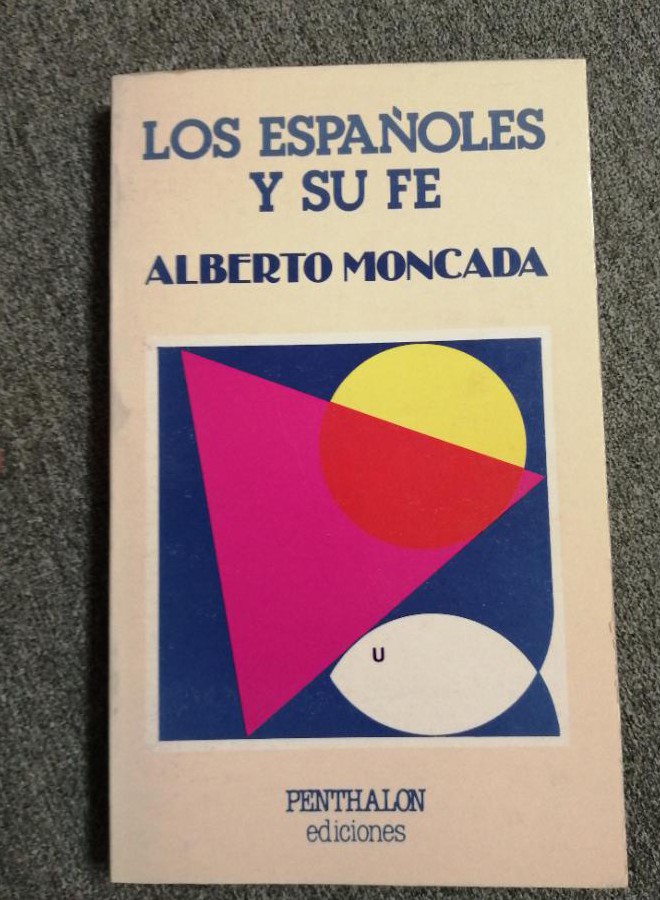 LOS ESPAÑOLES
Y SU FE
ALBERTO MONCADA
U
PENTHALON
ediciones